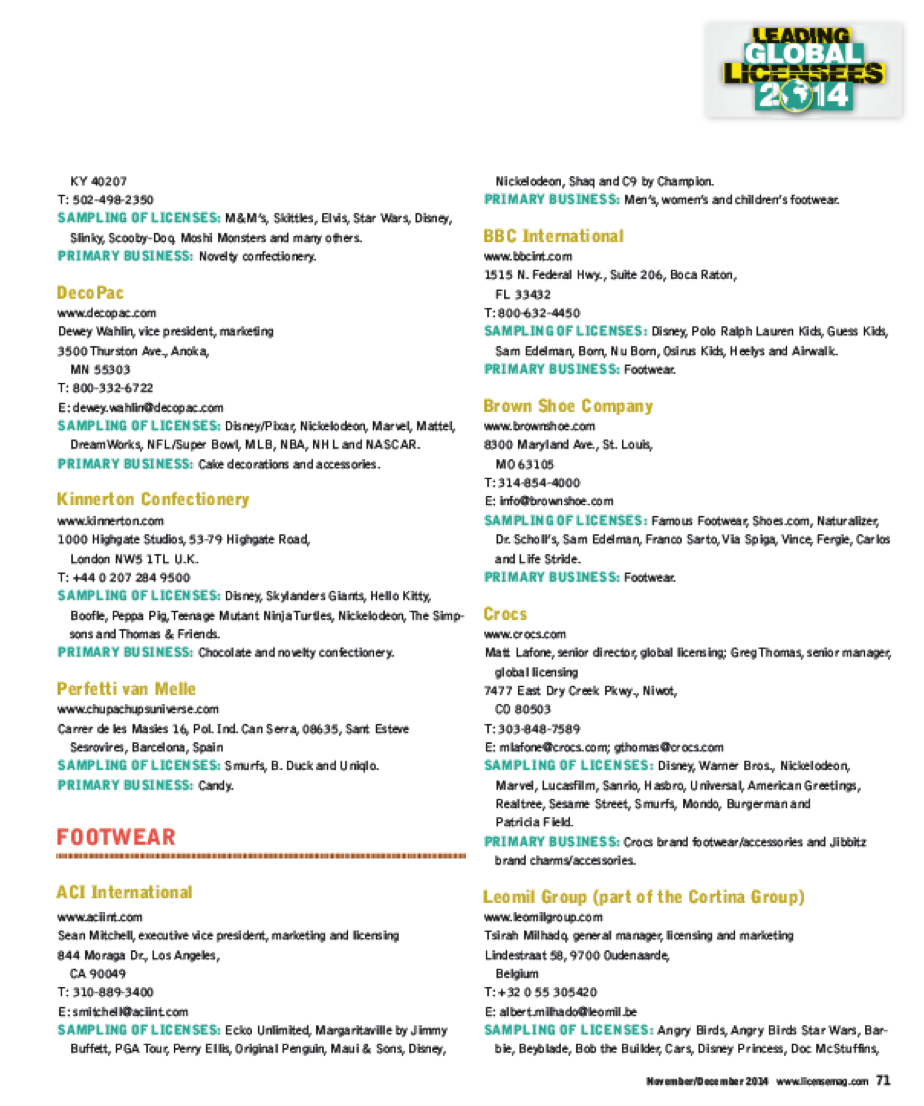 LEADING
GLOBAL
LICENSEES
2014
KY 40207
T: 502-498-2350
SAMPLING OF LICENSES: M&M's, Skittles, Elvis, Star Wars, Disney,
Slinky, Scooby-Doo, Moshi Monsters and many others.
PRIMARY BUSINESS: Novelty confectionery.
DecoPac
www.decopac.com
Dewey Wahlin, vice president, marketing
3500 Thurston Ave., Anoka,
MN 55303
T: 800-332-6722
E: dewey.wahlin@decopac.com
SAMPLING OF LICENSES: Disney/Pixar, Nickelodeon, Marvel, Mattel,
DreamWorks, NFL/Super Bowl, MLB, NBA, NHL and NASCAR.
PRIMARY BUSINESS: Cake decorations and accessories.
Kinnerton Confectionery
www.kinnerton.com
1000 Highgate Studios, 53-79 Highgate Road,
London NW5 1TL U.K.
T: +44 0 207 284 9500
SAMPLING OF LICENSES: Disney, Skylanders Giants, Hello Kitty,
Boofle, Peppa Pig, Teenage Mutant Ninja Turtles, Nickelodeon, The Simp-
sons and Thomas & Friends.
PRIMARY BUSINESS: Chocolate and novelty confectionery.
Perfetti van Melle
www.chupachupsuniverse.com
Carrer de les Masies 16, Pol. Ind. Can Serra, 08635, Sant Esteve
Sesrovires, Barcelona, Spain
SAMPLING OF LICENSES: Smurfs, B. Duck and Uniqlo.
PRIMARY BUSINESS: Candy.
FOOTWEAR
ACI International
www.aciint.com
Sean Mitchell, executive vice president, marketing and licensing
844 Moraga Dr., Los Angeles,
CA 90049
T: 310-889-3400
E: smitchell@aciint.com
SAMPLING OF LICENSES: Ecko Unlimited, Margaritaville by Jimmy
Buffett, PGA Tour, Perry Ellis, Original Penguin, Maui & Sons, Disney,
Nickelodeon, Shaq and C9 by Champion.
PRIMARY BUSINESS: Men's, women's and children's footwear.
BBC International
www.bbcint.com
1515 N. Federal Hwy., Suite 206, Boca Raton,
FL 33432
T: 800-632-4450
SAMPLING OF LICENSES: Disney, Polo Ralph Lauren Kids, Guess Kids,
Sam Edelman, Born, Nu Born, Osirus Kids, Heelys and Airwalk.
PRIMARY BUSINESS: Footwear.
Brown Shoe Company
www.brownshoe.com
8300 Maryland Ave., St. Louis,
MO 63105
T: 314-854-4000
E: info@brownshoe.com
SAMPLING OF LICENSES: Famous Footwear, Shoes.com, Naturalizer,
Dr. Scholl's, Sam Edelman, Franco Sarto, Via Spiga, Vince, Fergie, Carlos
and Life Stride.
PRIMARY BUSINESS: Footwear.
Crocs
www.crocs.com
Matt Lafone, senior director, global licensing; Greg Thomas, senior manager,
global licensing
7477 East Dry Creek Pkwy., Niwot,
CO 80503
T: 303-848-7589
E: mlafone@crocs.com; gthomas@crocs.com
SAMPLING OF LICENSES: Disney, Warner Bros., Nickelodeon,
Marvel, Lucasfilm, Sanrio, Hasbro, Universal, American Greetings,
Realtree, Sesame Street, Smurfs, Mondo, Burgerman and
Patricia Field.
PRIMARY BUSINESS: Crocs brand footwear/accessories and Jibbitz
brand charms/accessories.
Leomil Group (part of the Cortina Group)
www.leomilgroup.com
Tsirah Milhado, general manager, licensing and marketing
Lindestraat 58, 9700 Oudenaarde,
Belgium
T: +32 0 55 305420
E: albert.milhado@leomil.be
SAMPLING OF LICENSES: Angry Birds, Angry Birds Star Wars, Bar-
bie, Beyblade, Bob the Builder, Cars, Disney Princess, Doc McStuffins,
November/December 2014 www.licensemag.com 71